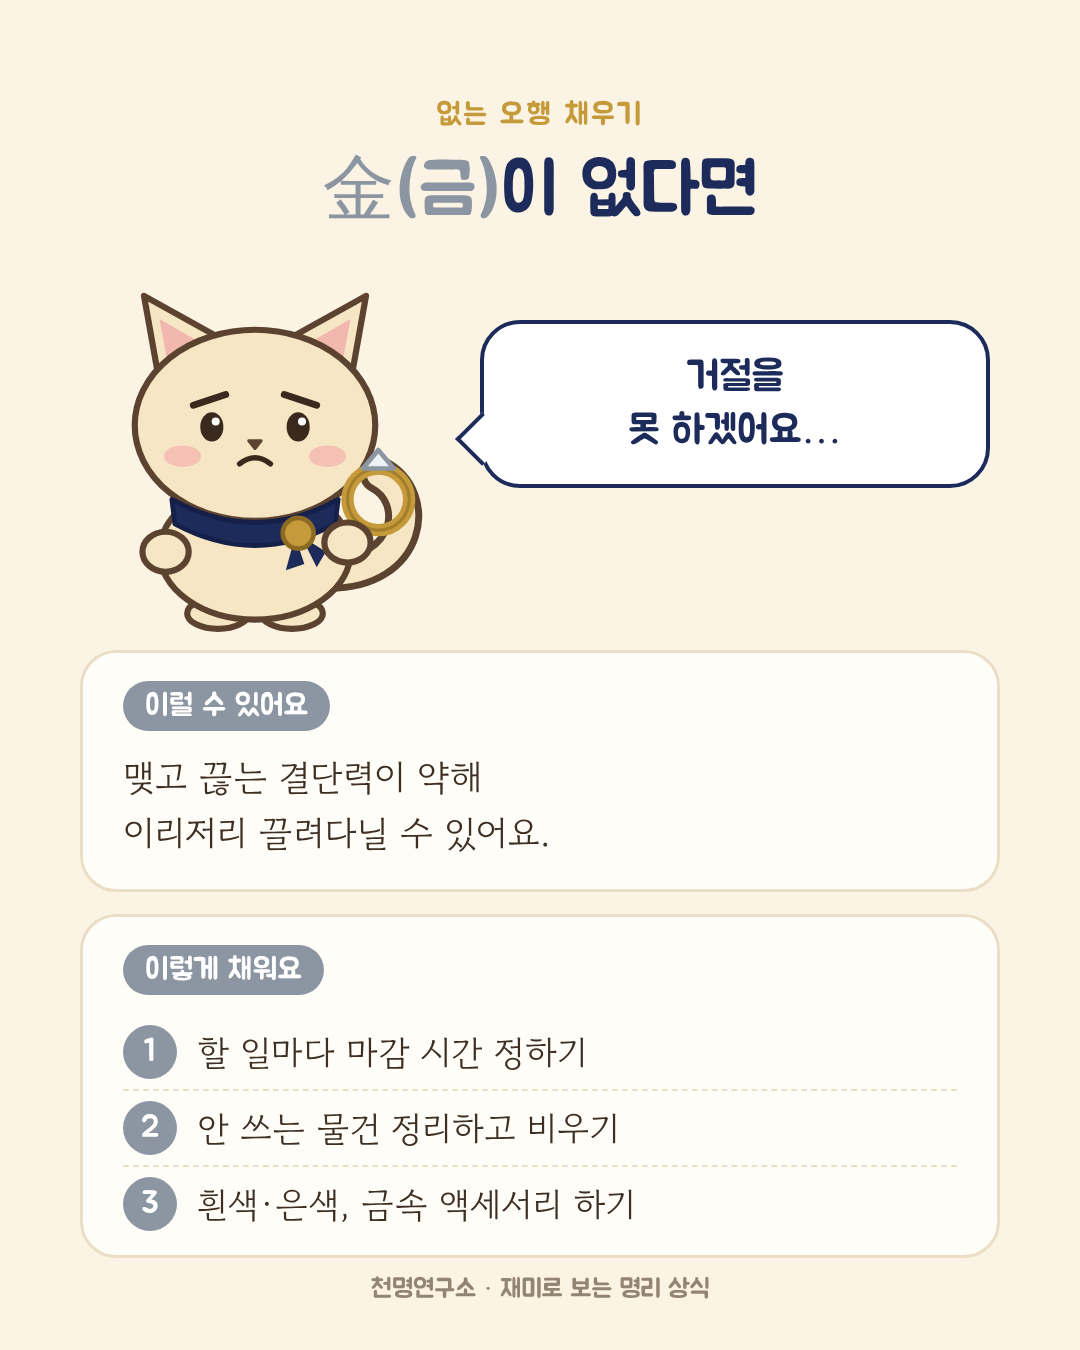 없는 오행 채우기
金(금)이 없다면
거절을
못 하겠어요...
이럴 수 있어요
맺고 끊는 결단력이 약해
이리저리 끌려다닐 수 있어요.
이렇게 채워요
1 할 일마다 마감 시간 정하기
2 안 쓰는 물건 정리하고 비우기
3 흰색·은색, 금속 액세서리 하기
천명연구소 · 재미로 보는 명리 상식